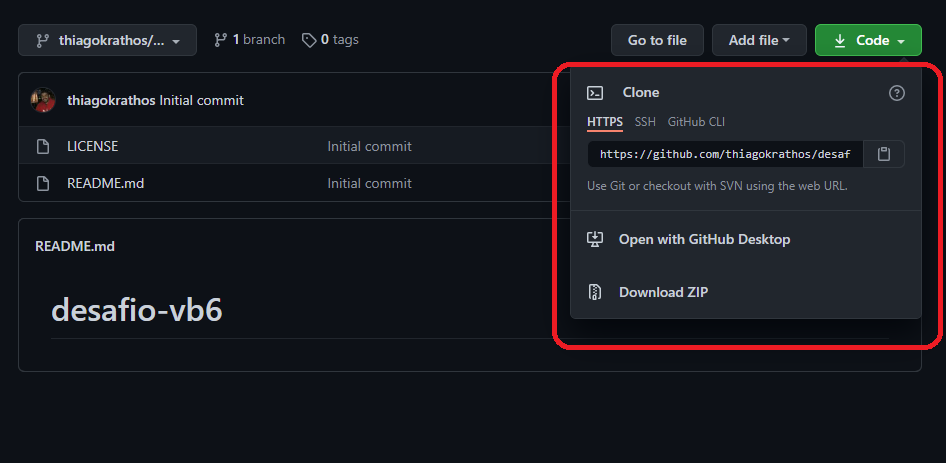 thiagokrathos/... 1 branch 0 tags Go to file Add file Code
thiagokrathos Initial commit
LICENSE Initial commit
README.md Initial commit
README.md
desafio-vb6
Clone
HTTPS SSH GitHub CLI
https://github.com/thiagokrathos/desaf
Use Git or checkout with SVN using the web URL.
Open with GitHub Desktop
Download ZIP